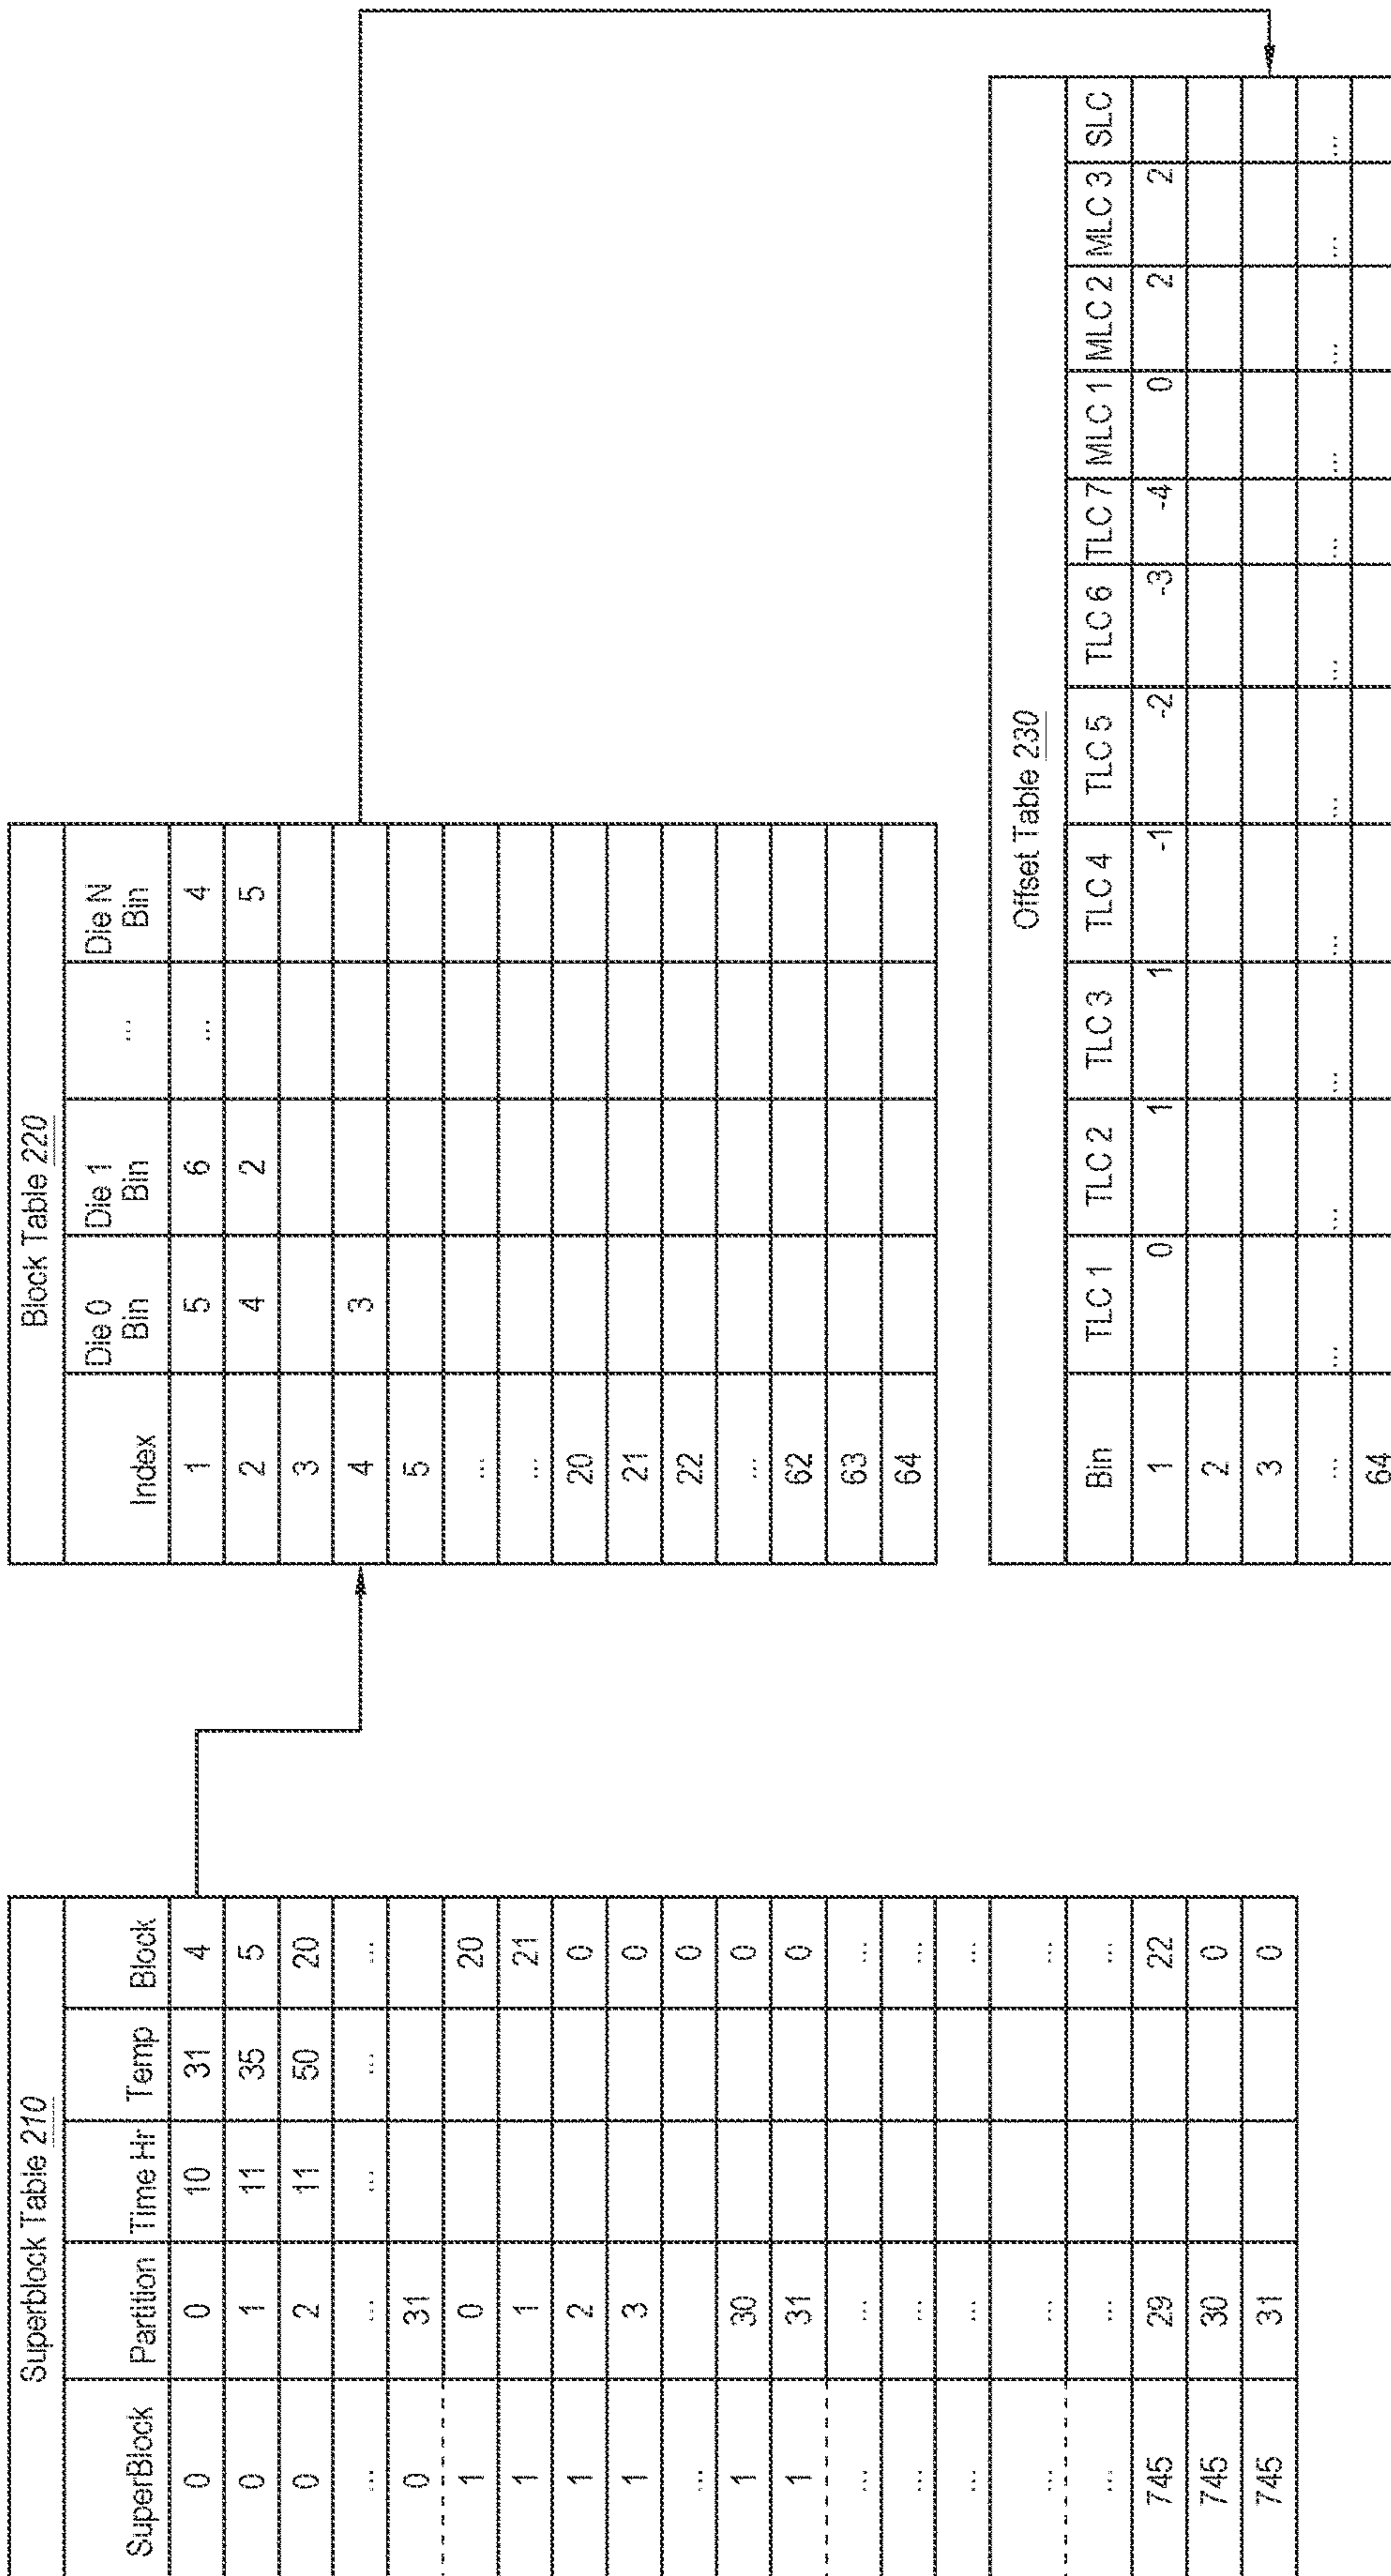 Superblock Table 210
SuperBlock Partition Time Hr Temp Block
0 0 10 31 4
0 1 11 35 5
0 2 11 50 20
... ... ... ... ...
0 31
1 0 20
1 1 21
1 2 0
1 3 0
... 0
1 30 0
1 31 0
... ... ...
... ... ...
... ... ...
... ... ...
... ... ...
745 29 22
745 30 0
745 31 0
Block Table 220
Index Die 0 Bin Die 1 Bin ... Die N Bin
1 5 6 ... 4
2 4 2 5
3
4 3
5
...
...
20
21
22
...
62
63
64
Offset Table 230
Bin TLC 1 TLC 2 TLC 3 TLC 4 TLC 5 TLC 6 TLC 7 MLC 1 MLC 2 MLC 3 SLC
1 0 1 1 -1 -2 -3 -4 0 2 2
2
3
... ... ... ... ... ... ... ... ... ... ... ...
64